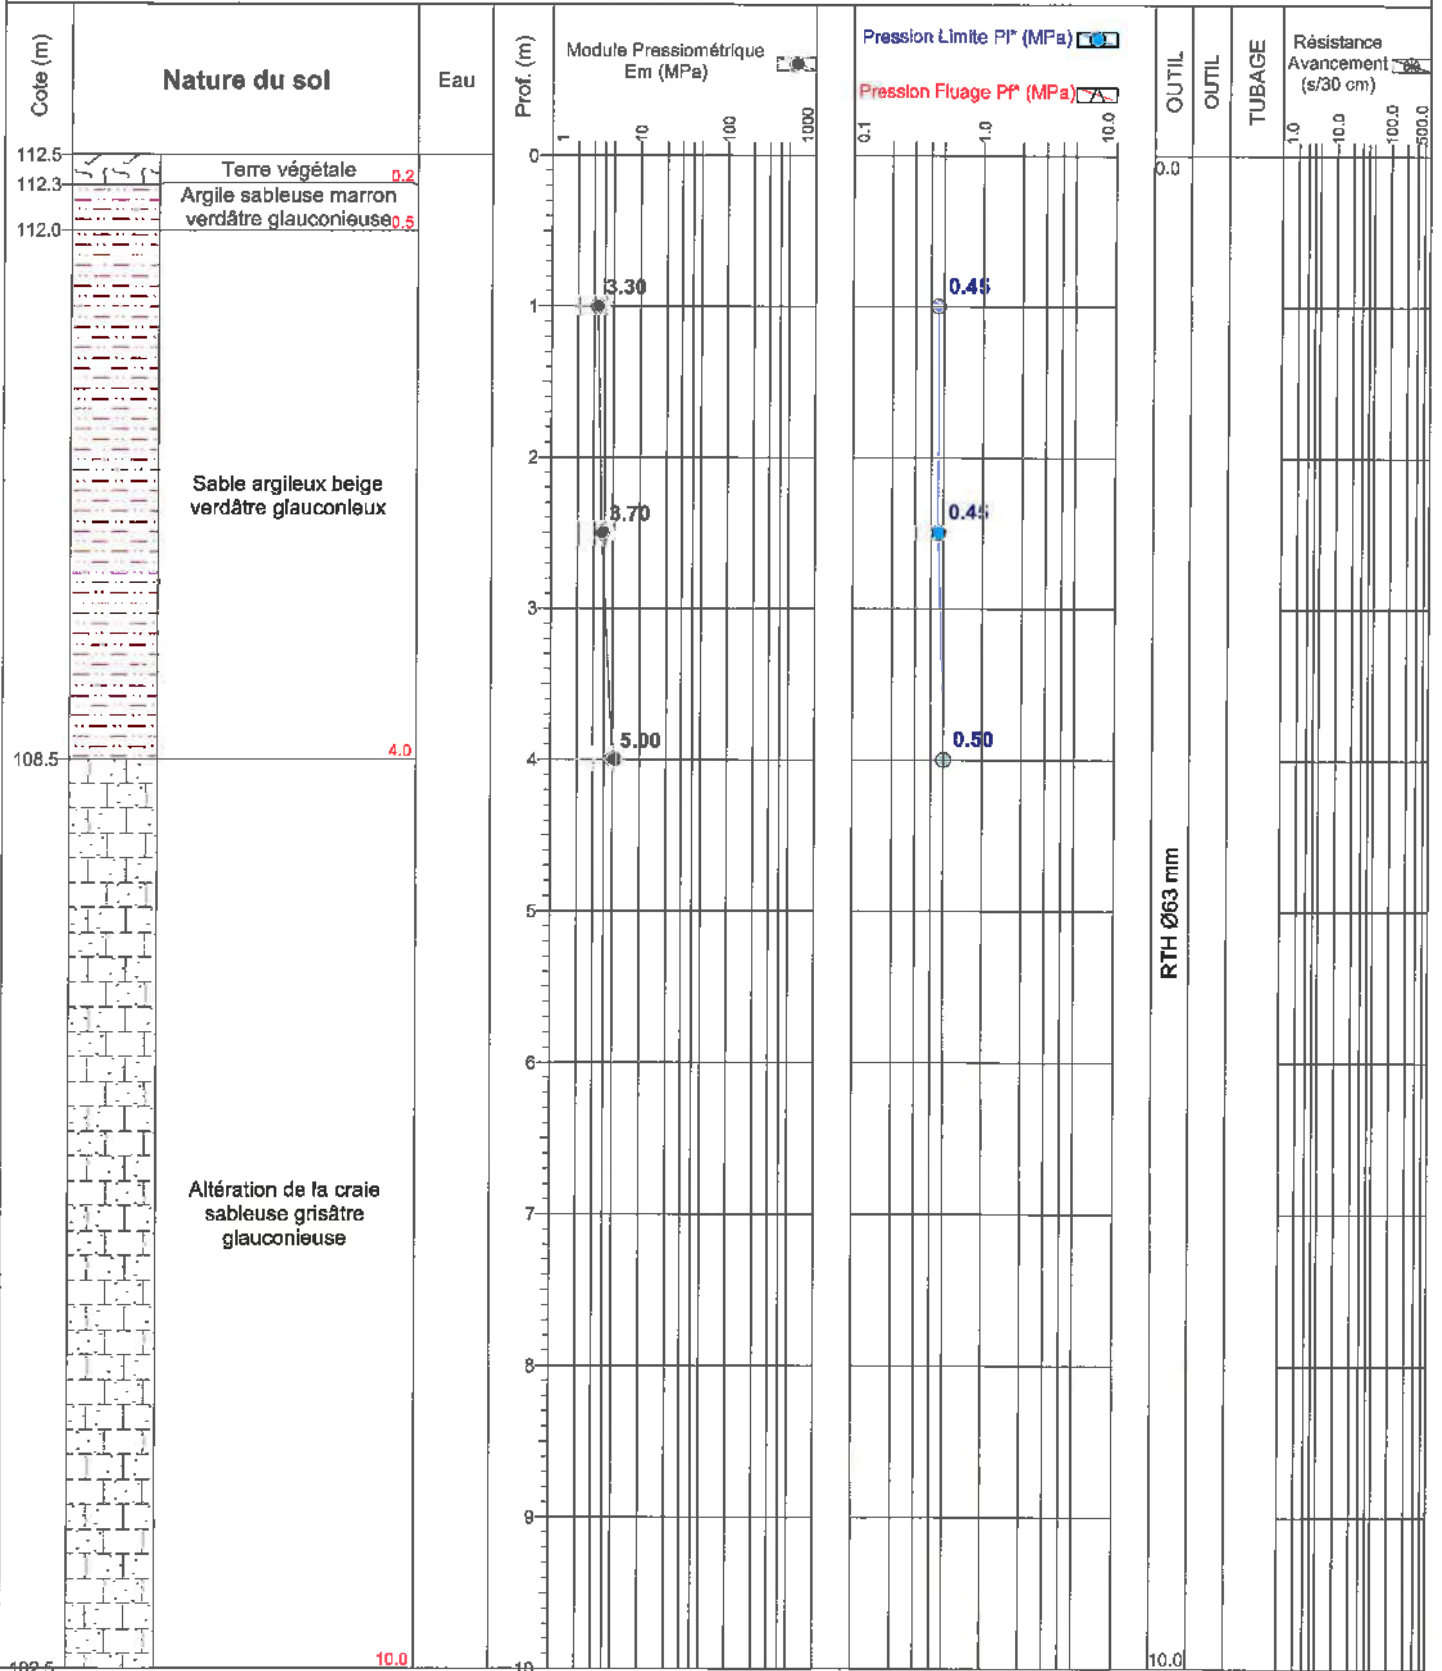 Cote (m)
Nature du sol
Eau
Prof. (m)
Module Pressiométrique
Em (MPa)
1
10
100
1000
Pression Limite Pl* (MPa)
Pression Fluage Pf* (MPa)
0.1
1.0
10.0
OUTIL
OUTIL
TUBAGE
Résistance
Avancement
(s/30 cm)
1.0
10.0
100.0
500.0
112.5
Terre végétale
0.2
112.3
Argile sableuse marron
verdâtre glauconieuse
0.5
112.0
Sable argileux beige
verdâtre glauconieux
4.0
108.5
Altération de la craie
sableuse grisâtre
glauconieuse
10.0
102.5
0
1
2
3
4
5
6
7
8
9
10
3.30
3.70
5.00
0.45
0.45
0.50
0.0
RTH Ø63 mm
10.0